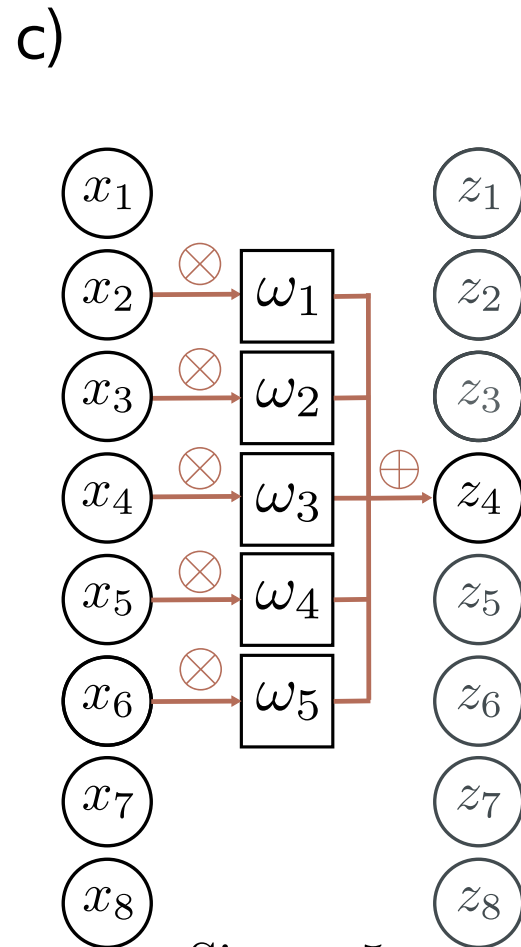 c)
x₁ z₁
x₂ ω₁ z₂
x₃ ω₂ z₃
x₄ ω₃ z₄
x₅ ω₄ z₅
x₆ ω₅ z₆
x₇ z₇
x₈ z₈